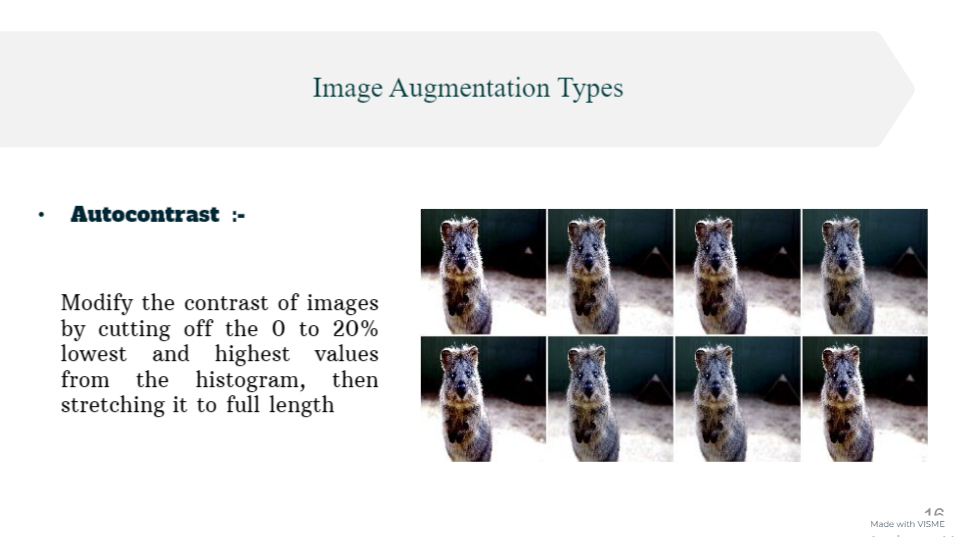 Image Augmentation Types
• Autocontrast :-
Modify the contrast of images
by cutting off the 0 to 20%
lowest and highest values
from the histogram, then
stretching it to full length
16
Made with VISME